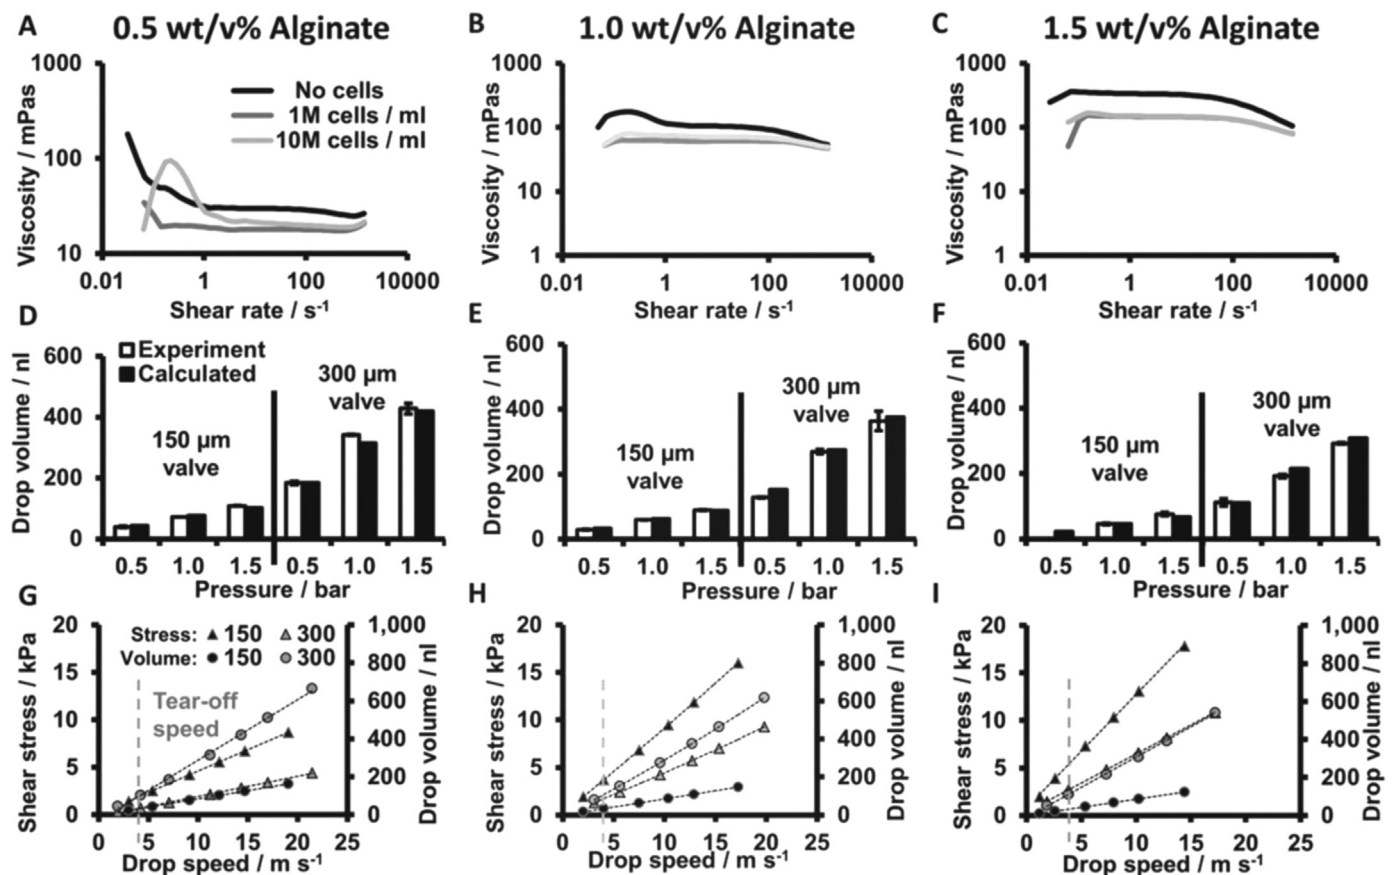 A 0.5 wt/v% Alginate
B 1.0 wt/v% Alginate
C 1.5 wt/v% Alginate
Viscosity / mPas
1000
100
10
No cells
1M cells / ml
10M cells / ml
0.01 1 100 10000
Shear rate / s-1
Viscosity / mPas
1000
100
10
1
0.01 1 100 10000
Shear rate / s-1
Viscosity / mPas
1000
100
10
1
0.01 1 100 10000
Shear rate / s-1
D
Drop volume / nl
600
400
200
0
Experiment
Calculated
150 µm
valve
300 µm
valve
0.5 1.0 1.5 0.5 1.0 1.5
Pressure / bar
E
Drop volume / nl
600
400
200
0
150 µm
valve
300 µm
valve
0.5 1.0 1.5 0.5 1.0 1.5
Pressure / bar
F
Drop volume / nl
600
400
200
0
150 µm
valve
300 µm
valve
0.5 1.0 1.5 0.5 1.0 1.5
Pressure / bar
G
Shear stress / kPa
20
15
10
5
0
Stress: 150 300
Volume: 150 300
Tear-off
speed
1,000
800
600
400
200
0
Drop volume / nl
0 5 10 15 20 25
Drop speed / m s-1
H
Shear stress / kPa
20
15
10
5
0
1,000
800
600
400
200
0
Drop volume / nl
0 5 10 15 20 25
Drop speed / m s-1
I
Shear stress / kPa
20
15
10
5
0
1,000
800
600
400
200
0
Drop volume / nl
0 5 10 15 20 25
Drop speed / m s-1